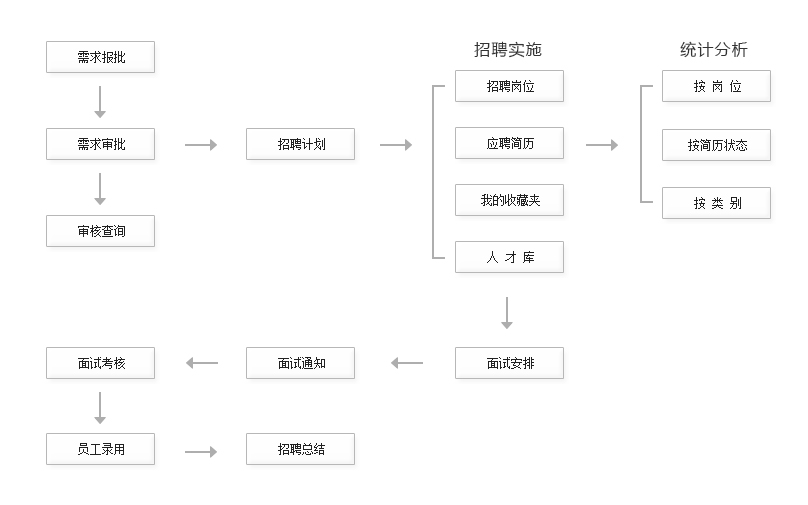 需求报批
需求审批
审核查询
招聘计划
招聘实施
招聘岗位
应聘简历
我的收藏夹
人 才 库
统计分析
按 岗 位
按简历状态
按 类 别
面试安排
面试通知
面试考核
员工录用
招聘总结